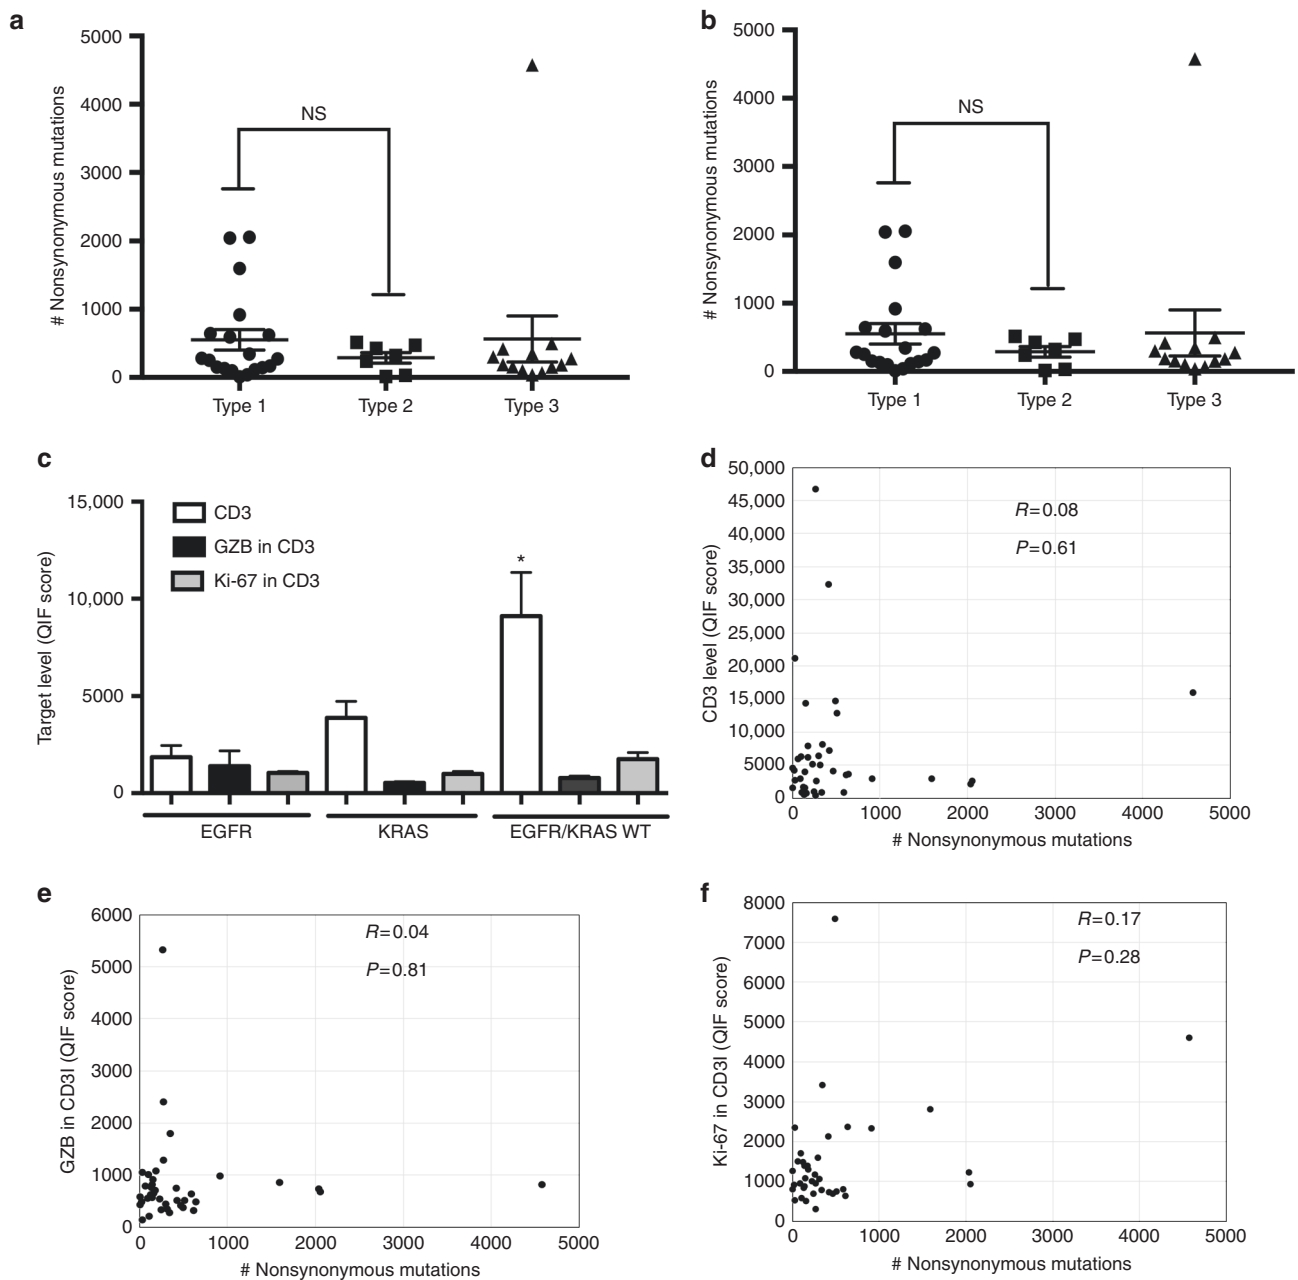 a
# Nonsynonymous mutations
5000
4000
3000
2000
1000
0
NS
Type 1
Type 2
Type 3
b
# Nonsynonymous mutations
5000
4000
3000
2000
1000
0
NS
Type 1
Type 2
Type 3
c
Target level (QIF score)
15,000
10,000
5000
0
CD3
GZB in CD3
Ki-67 in CD3
*
EGFR
KRAS
EGFR/KRAS WT
d
CD3 level (QIF score)
50,000
45,000
40,000
35,000
30,000
25,000
20,000
15,000
10,000
5000
0
R=0.08
P=0.61
0 1000 2000 3000 4000 5000
# Nonsynonymous mutations
e
GZB in CD3I (QIF score)
6000
5000
4000
3000
2000
1000
0
R=0.04
P=0.81
0 1000 2000 3000 4000 5000
# Nonsynonymous mutations
f
Ki-67 in CD3I (QIF score)
8000
7000
6000
5000
4000
3000
2000
1000
0
R=0.17
P=0.28
0 1000 2000 3000 4000 5000
# Nonsynonymous mutations